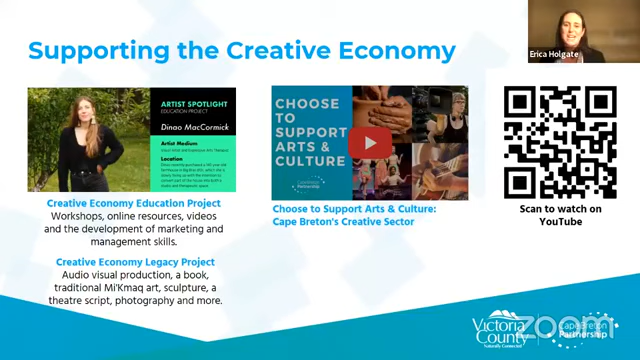 Supporting the Creative Economy
Erica Holgate
ARTIST SPOTLIGHT
EDUCATION PROJECT
Dinao MacCormick
Artist Medium:
Location
CHOOSE
TO
SUPPORT
ARTS &
CULTURE
Partnership
Scan to watch on
YouTube
Creative Economy Education Project
Workshops, online resources, videos
and the development of marketing and
management skills.
Choose to Support Arts & Culture:
Cape Breton's Creative Sector
Creative Economy Legacy Project
Audio visual production, a book,
traditional Mi'Kmaq art, sculpture, a
theatre script, photography and more.
Victoria
County
Naturally Connected
Cape Breton
Partnership
zoom